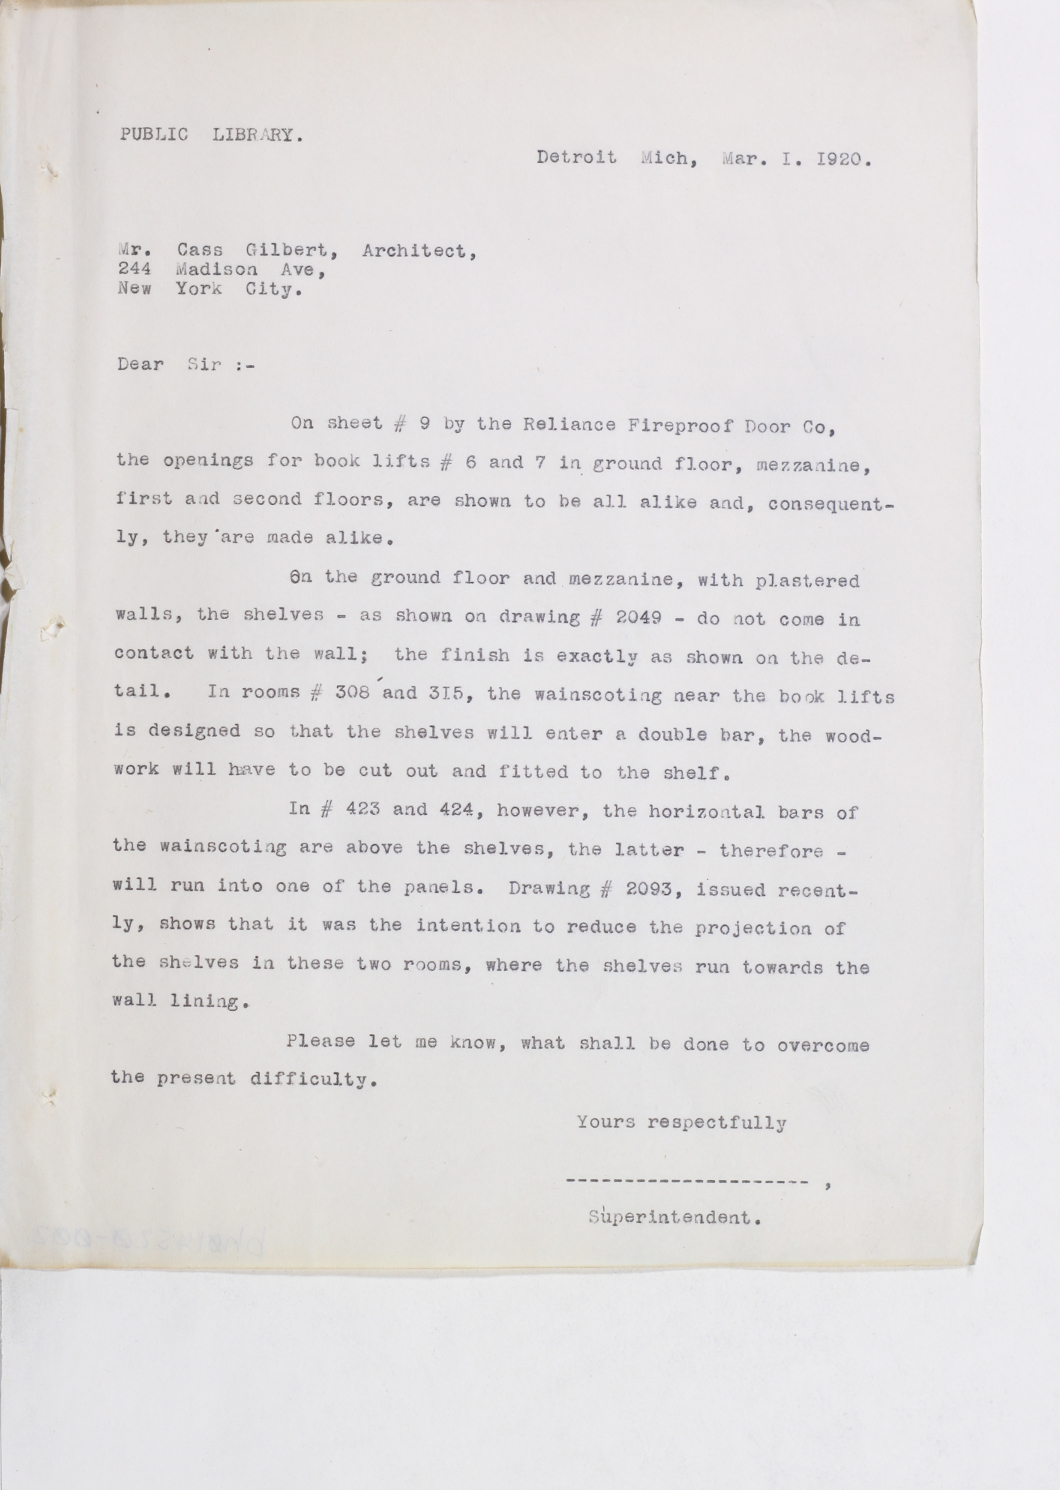 PUBLIC LIBRARY.
Detroit Mich, Mar. I. I920.
Mr. Cass Gilbert, Architect,
244 Madison Ave,
New York City.
Dear Sir :-
On sheet # 9 by the Reliance Fireproof Door Co,
the openings for book lifts # 6 and 7 in ground floor, mezzanine,
first and second floors, are shown to be all alike and, consequent-
ly, they are made alike.
On the ground floor and mezzanine, with plastered
walls, the shelves - as shown on drawing # 2049 - do not come in
contact with the wall; the finish is exactly as shown on the de-
tail. In rooms # 308 and 3I5, the wainscoting near the book lifts
is designed so that the shelves will enter a double bar, the wood-
work will have to be cut out and fitted to the shelf.
In # 423 and 424, however, the horizontal bars of
the wainscoting are above the shelves, the latter - therefore -
will run into one of the panels. Drawing # 2093, issued recent-
ly, shows that it was the intention to reduce the projection of
the shelves in these two rooms, where the shelves run towards the
wall lining.
Please let me know, what shall be done to overcome
the present difficulty.
Yours respectfully
--------------------- ,
Superintendent.